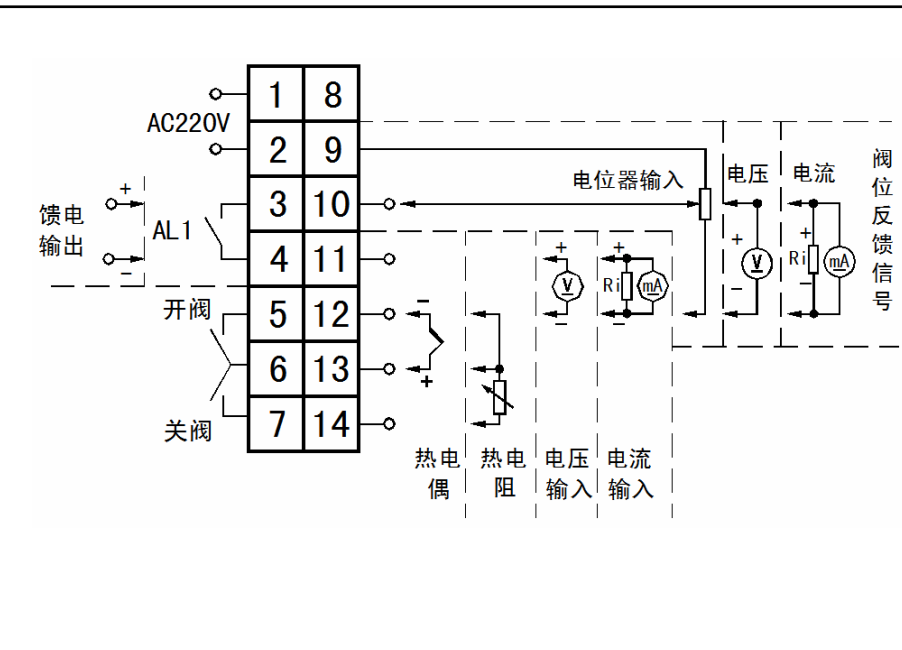 1 8
AC220V
2 9
电位器输入
电压
电流
阀位反馈信号
+
馈电
输出
−
AL1
3 10
4 11
+
V
−
+
Ri
mA
−
+
V
−
+
Ri
mA
−
开阀
5 12
−
6 13
+
关阀
7 14
热电
偶
热电
阻
电压
输入
电流
输入